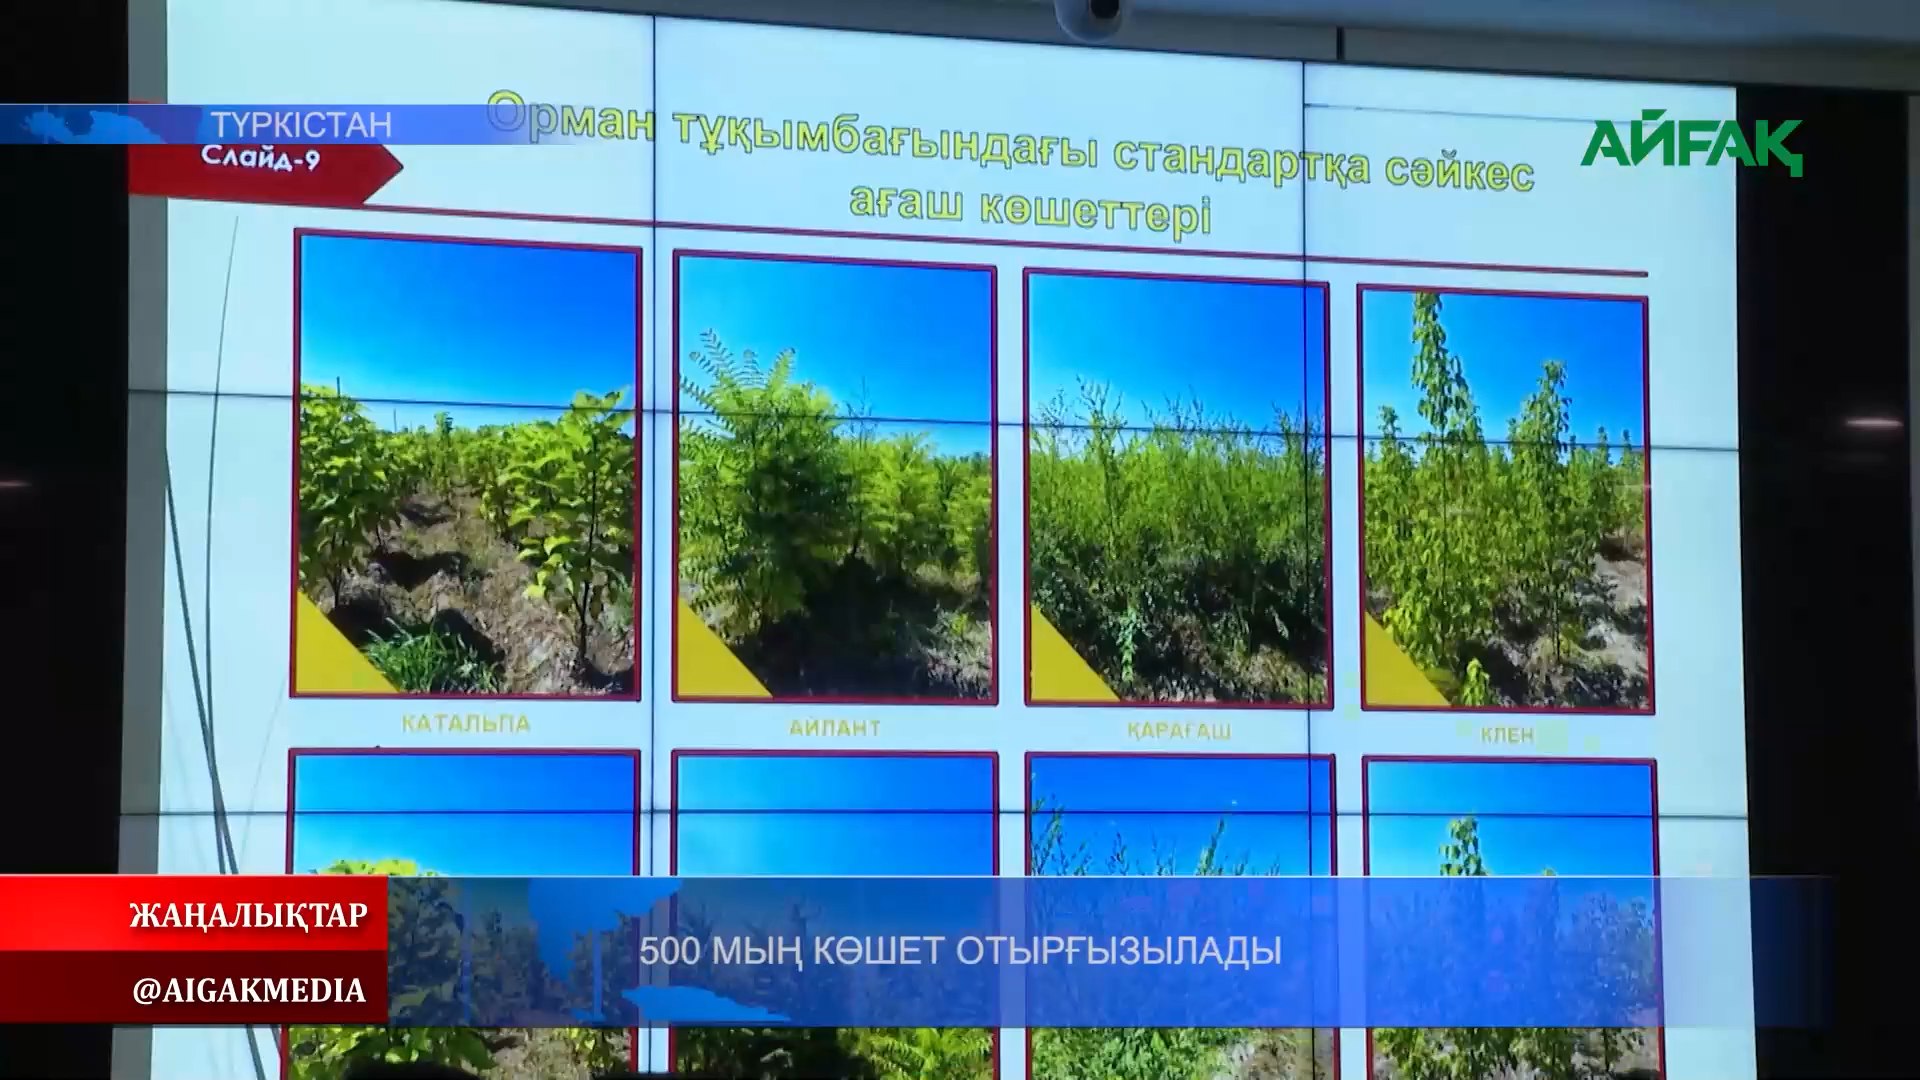 ТҮРКІСТАН
АЙҒАҚ
Слайд-9
Орман тұқымбағындағы стандартқа сәйкес
ағаш көшеттері
КАТАЛЬПА
АЙЛАНТ
ҚАРАҒАШ
КЛЕН
ЖАҢАЛЫҚТАР
500 МЫҢ КӨШЕТ ОТЫРҒЫЗЫЛАДЫ
@AIGAKMEDIA